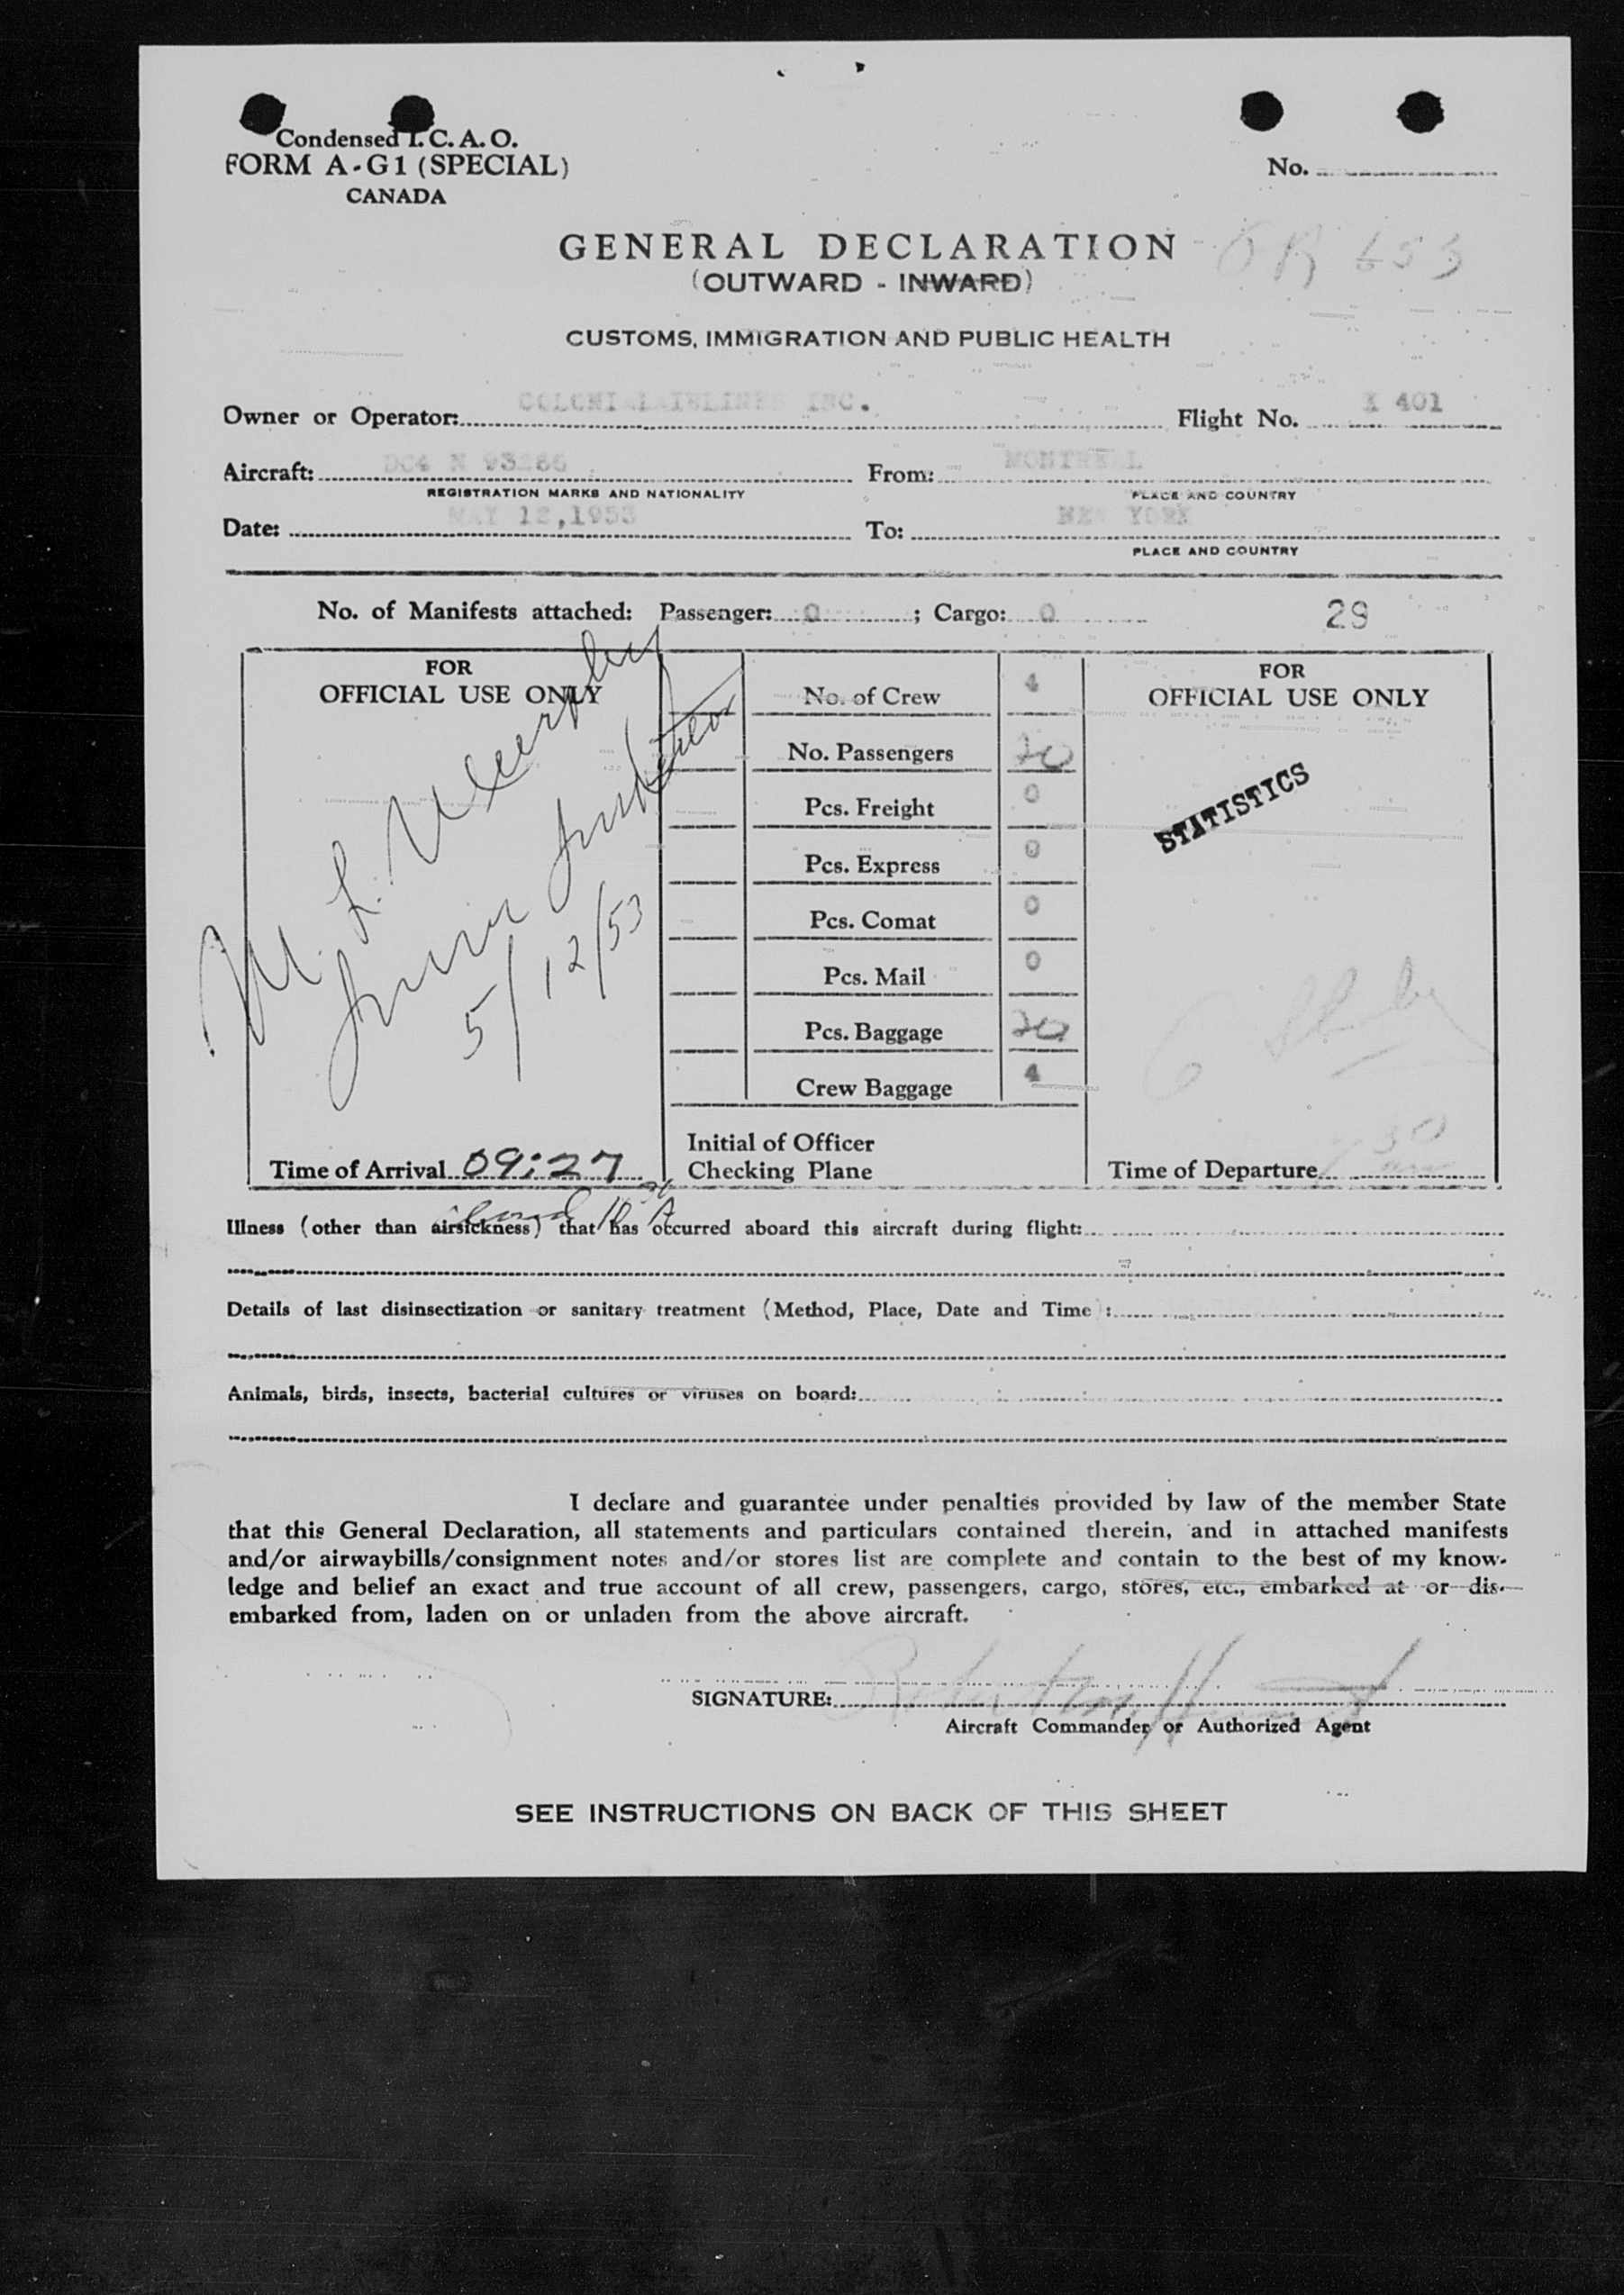 Condensed I. C. A. O.
FORM A-G1 (SPECIAL)
CANADA
No.
GENERAL DECLARATION
(OUTWARD - INWARD)
CUSTOMS, IMMIGRATION AND PUBLIC HEALTH
Owner or Operator: INC. Flight No. 401
Aircraft: DC4 N From: MONTREAL
REGISTRATION MARKS AND NATIONALITY PLACE AND COUNTRY
Date: MAY 12,1953 To: NEW YORK
PLACE AND COUNTRY
No. of Manifests attached: Passenger: 0 ; Cargo: 0 29
FOR
OFFICIAL USE ONLY
M. L.
5/12/53
Time of Arrival 09:27
No. of Crew 4
No. Passengers 20
Pcs. Freight 0
Pcs. Express 0
Pcs. Comat 0
Pcs. Mail 0
Pcs. Baggage 20
Crew Baggage 4
Initial of Officer
Checking Plane
FOR
OFFICIAL USE ONLY
STATISTICS
Time of Departure
Illness (other than airsickness) that has occurred aboard this aircraft during flight:
Details of last disinsectization or sanitary treatment (Method, Place, Date and Time) :
Animals, birds, insects, bacterial cultures or viruses on board:
I declare and guarantee under penalties provided by law of the member State
that this General Declaration, all statements and particulars contained therein, and in attached manifests
and/or airwaybills/consignment notes and/or stores list are complete and contain to the best of my know-
ledge and belief an exact and true account of all crew, passengers, cargo, stores, etc., embarked at or dis-
embarked from, laden on or unladen from the above aircraft.
SIGNATURE:
Aircraft Commander or Authorized Agent
SEE INSTRUCTIONS ON BACK OF THIS SHEET